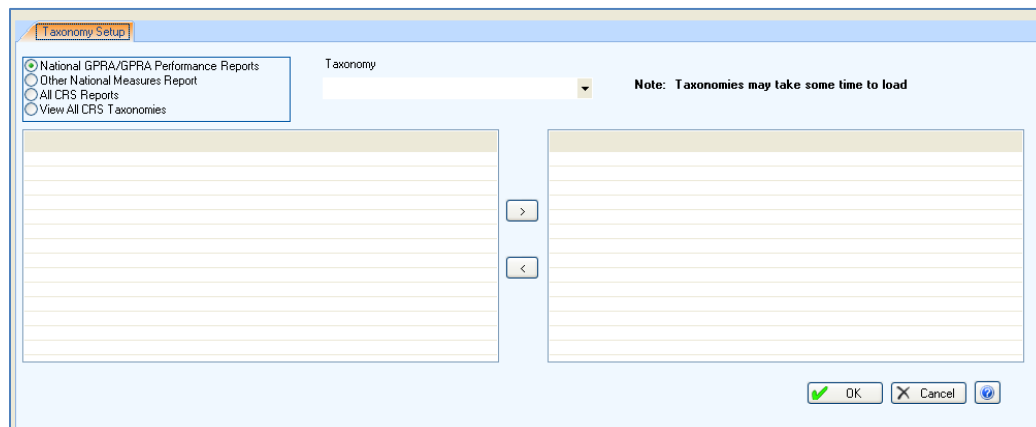 Taxonomy Setup
National GPRA/GPRA Performance Reports
Other National Measures Report
All CRS Reports
View All CRS Taxonomies
Taxonomy
Note: Taxonomies may take some time to load
>
<
OK
Cancel
?